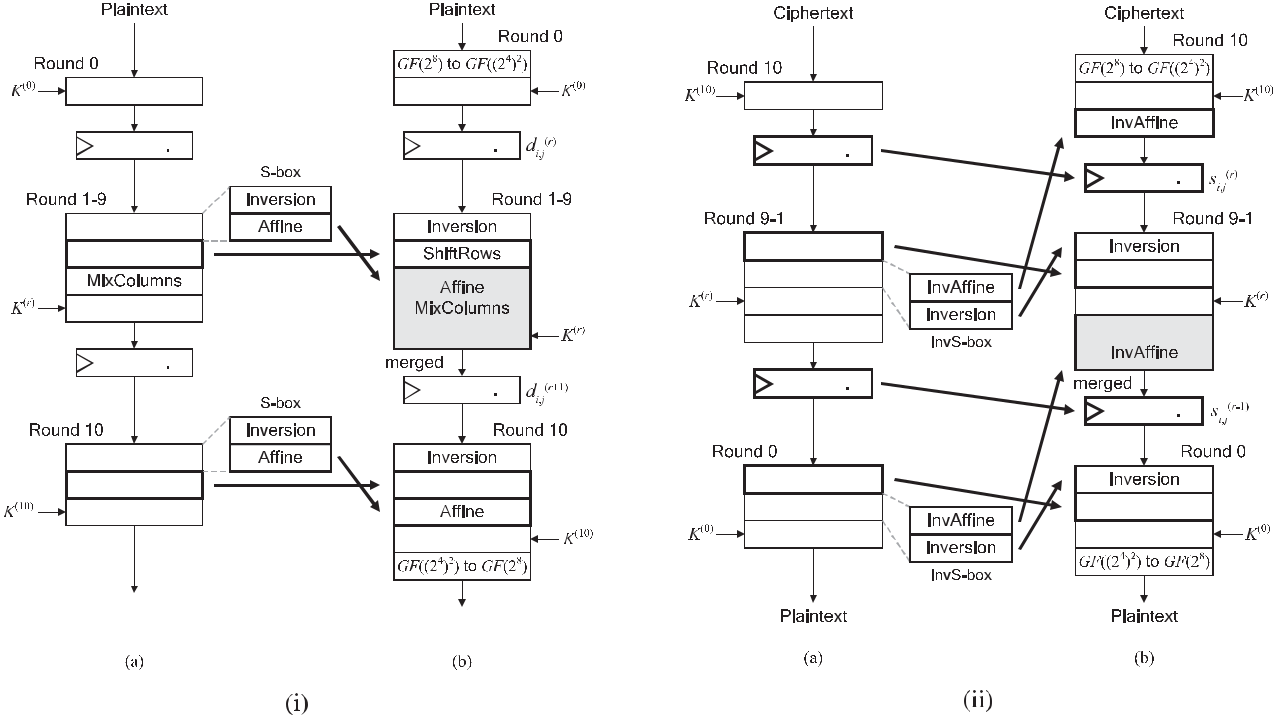 Plaintext
Round 0
K(0)
Round 1-9
S-box
Inversion
Affine
MixColumns
K(r)
Round 10
S-box
Inversion
Affine
K(10)
(a)
Plaintext
Round 0
GF(2⁸) to GF((2⁴)²)
K(0)
d i,j (r)
Round 1-9
Inversion
ShiftRows
Affine
MixColumns
K(r)
merged
d i,j (r+1)
Round 10
Inversion
Affine
K(10)
GF((2⁴)²) to GF(2⁸)
(b)
(i)
Ciphertext
Round 10
K(10)
Round 9-1
K(r)
InvAffine
Inversion
InvS-box
Round 0
K(0)
InvAffine
Inversion
InvS-box
Plaintext
(a)
Ciphertext
Round 10
GF(2⁸) to GF((2⁴)²)
K(10)
InvAffine
s i,j (r)
Round 9-1
Inversion
K(r)
InvAffine
merged
s i,j (r-1)
Round 0
Inversion
K(0)
GF((2⁴)²) to GF(2⁸)
Plaintext
(b)
(ii)